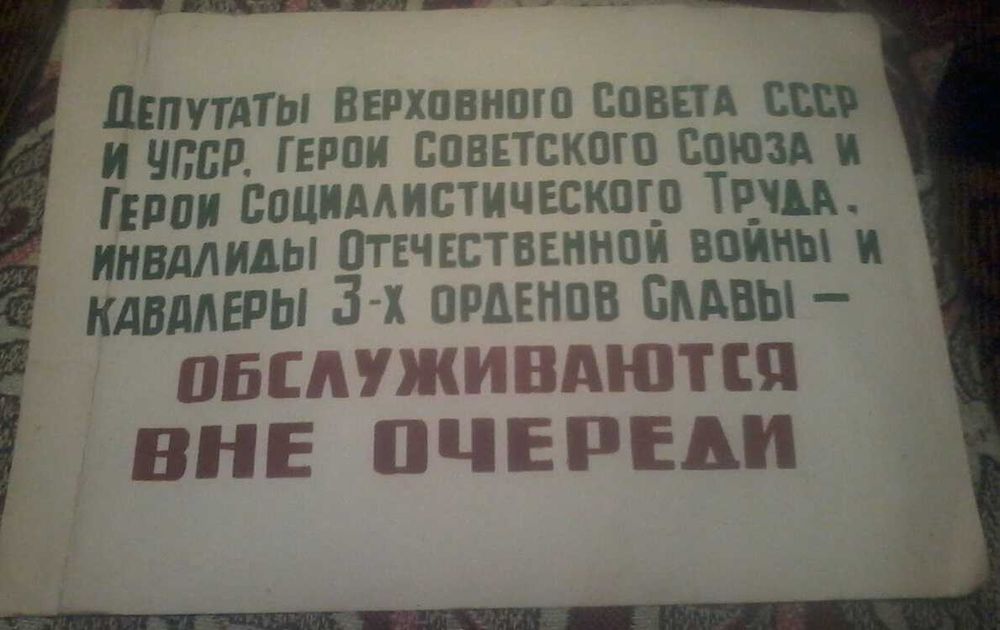 Депутаты Верховного Совета СССР
и УССР, Герои Советского Союза и
Герои Социалистического Труда,
инвалиды Отечественной войны и
кавалеры 3-х орденов Славы —
ОБСЛУЖИВАЮТСЯ
ВНЕ ОЧЕРЕДИ